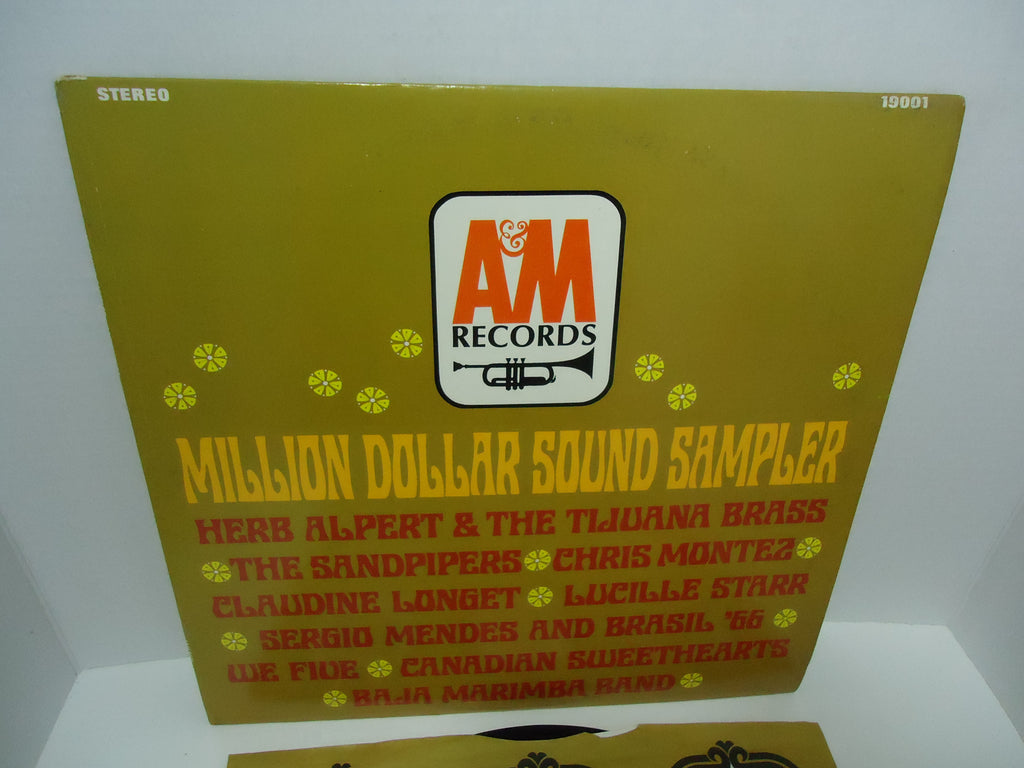 STEREO 19001
A&M
RECORDS
MILLION DOLLAR SOUND SAMPLER
HERB ALPERT & THE TIJUANA BRASS
THE SANDPIPERS CHRIS MONTEZ
CLAUDINE LONGET LUCILLE STARR
SERGIO MENDES AND BRASIL '66
WE FIVE CANADIAN SWEETHEARTS
BAJA MARIMBA BAND